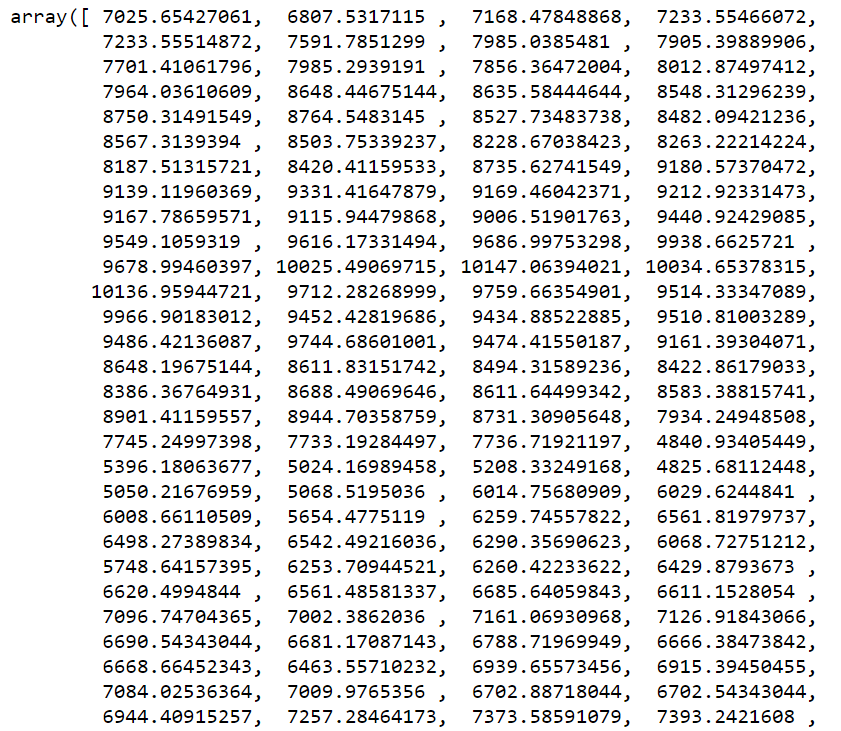 array([ 7025.65427061, 6807.5317115 , 7168.47848868, 7233.55466072,
7233.55514872, 7591.7851299 , 7985.0385481 , 7905.39889906,
7701.41061796, 7985.2939191 , 7856.36472004, 8012.87497412,
7964.03610609, 8648.44675144, 8635.58444644, 8548.31296239,
8750.31491549, 8764.5483145 , 8527.73483738, 8482.09421236,
8567.3139394 , 8503.75339237, 8228.67038423, 8263.22214224,
8187.51315721, 8420.41159533, 8735.62741549, 9180.57370472,
9139.11960369, 9331.41647879, 9169.46042371, 9212.92331473,
9167.78659571, 9115.94479868, 9006.51901763, 9440.92429085,
9549.1059319 , 9616.17331494, 9686.99753298, 9938.6625721 ,
9678.99460397, 10025.49069715, 10147.06394021, 10034.65378315,
10136.95944721, 9712.28268999, 9759.66354901, 9514.33347089,
9966.90183012, 9452.42819686, 9434.88522885, 9510.81003289,
9486.42136087, 9744.68601001, 9474.41550187, 9161.39304071,
8648.19675144, 8611.83151742, 8494.31589236, 8422.86179033,
8386.36764931, 8688.49069646, 8611.64499342, 8583.38815741,
8901.41159557, 8944.70358759, 8731.30905648, 7934.24948508,
7745.24997398, 7733.19284497, 7736.71921197, 4840.93405449,
5396.18063677, 5024.16989458, 5208.33249168, 4825.68112448,
5050.21676959, 5068.5195036 , 6014.75680909, 6029.6244841 ,
6008.66110509, 5654.4775119 , 6259.74557822, 6561.81979737,
6498.27389834, 6542.49216036, 6290.35690623, 6068.72751212,
5748.64157395, 6253.70944521, 6260.42233622, 6429.8793673 ,
6620.4994844 , 6561.48581337, 6685.64059843, 6611.1528054 ,
7096.74704365, 7002.3862036 , 7161.06930968, 7126.91843066,
6690.54343044, 6681.17087143, 6788.71969949, 6666.38473842,
6668.66452343, 6463.55710232, 6939.65573456, 6915.39450455,
7084.02536364, 7009.9765356 , 6702.88718044, 6702.54343044,
6944.40915257, 7257.28464173, 7373.58591079, 7393.2421608 ,